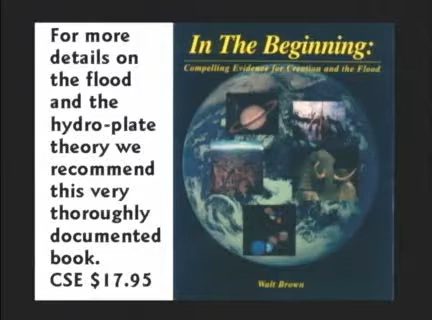 For more
details on
the flood
and the
hydro-plate
theory we
recommend
this very
thoroughly
documented
book.
CSE $17.95
In The Beginning:
Compelling Evidence for Creation and the Flood
Walt Brown